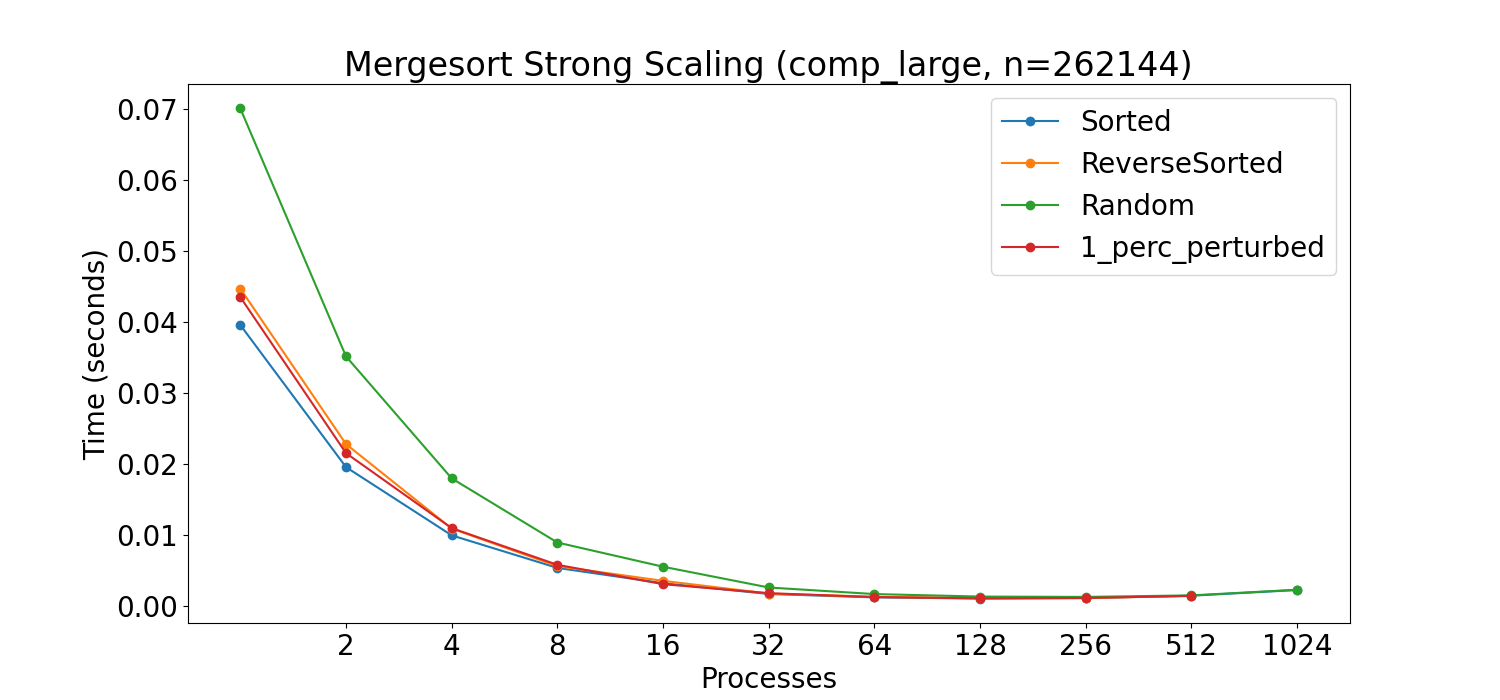 Mergesort Strong Scaling (comp_large, n=262144)
Time (seconds)
0.07
0.06
0.05
0.04
0.03
0.02
0.01
0.00
Sorted
ReverseSorted
Random
1_perc_perturbed
2 4 8 16 32 64 128 256 512 1024
Processes